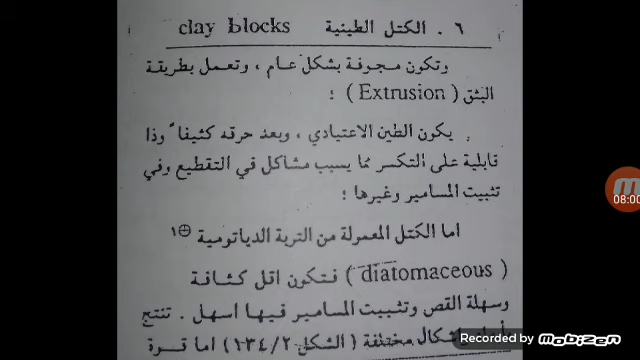 ٦ . الكتل الطينية clay blocks
وتكون مجوفة بشكل عام ، وتعمل بطريقة
البثق ( Extrusion ) :
يكون الطين الاعتيادي ، وبعد حرقه كثيفاً وذا
قابلية على التكسر مما يسبب مشاكل في التقطيع وفي
تثبيت المسامير وغيرها ؛
اما الكتل المعمولة من التربة الدياتومية
( diatomaceous ) فتكون اقل كثافة
وسهلة القص وتثبيت المسامير فيها اسهل . تنتج
اشكال مختلفة ( الشكل ١٣٤/٢ ) اما قرة
08:00
Recorded by MOBIZEN